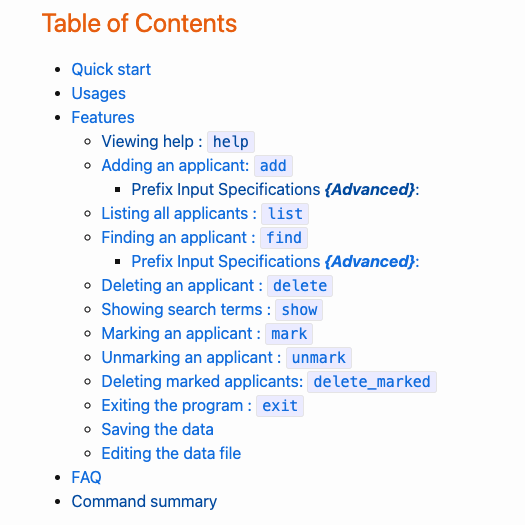 Table of Contents
Quick start
Usages
Features
Viewing help : help
Adding an applicant: add
Prefix Input Specifications {Advanced}:
Listing all applicants : list
Finding an applicant : find
Prefix Input Specifications {Advanced}:
Deleting an applicant : delete
Showing search terms : show
Marking an applicant : mark
Unmarking an applicant : unmark
Deleting marked applicants: delete_marked
Exiting the program : exit
Saving the data
Editing the data file
FAQ
Command summary